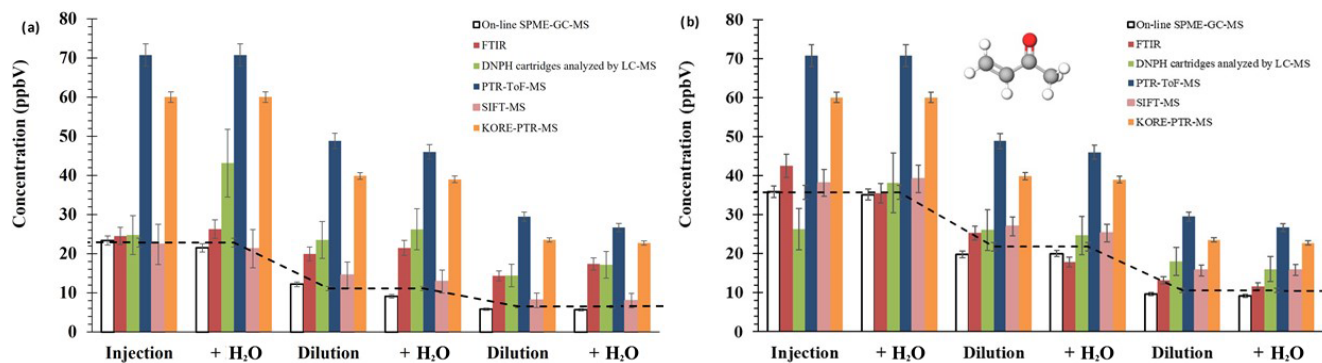 (a)
Concentration (ppbV)
80
70
60
50
40
30
20
10
0
On-line SPME-GC-MS
FTIR
DNPH cartridges analyzed by LC-MS
PTR-ToF-MS
SIFT-MS
KORE-PTR-MS
Injection + H₂O Dilution + H₂O Dilution + H₂O
(b)
Concentration (ppbV)
80
70
60
50
40
30
20
10
0
On-line SPME-GC-MS
FTIR
DNPH cartridges analyzed by LC-MS
PTR-ToF-MS
SIFT-MS
KORE-PTR-MS
Injection + H₂O Dilution + H₂O Dilution + H₂O